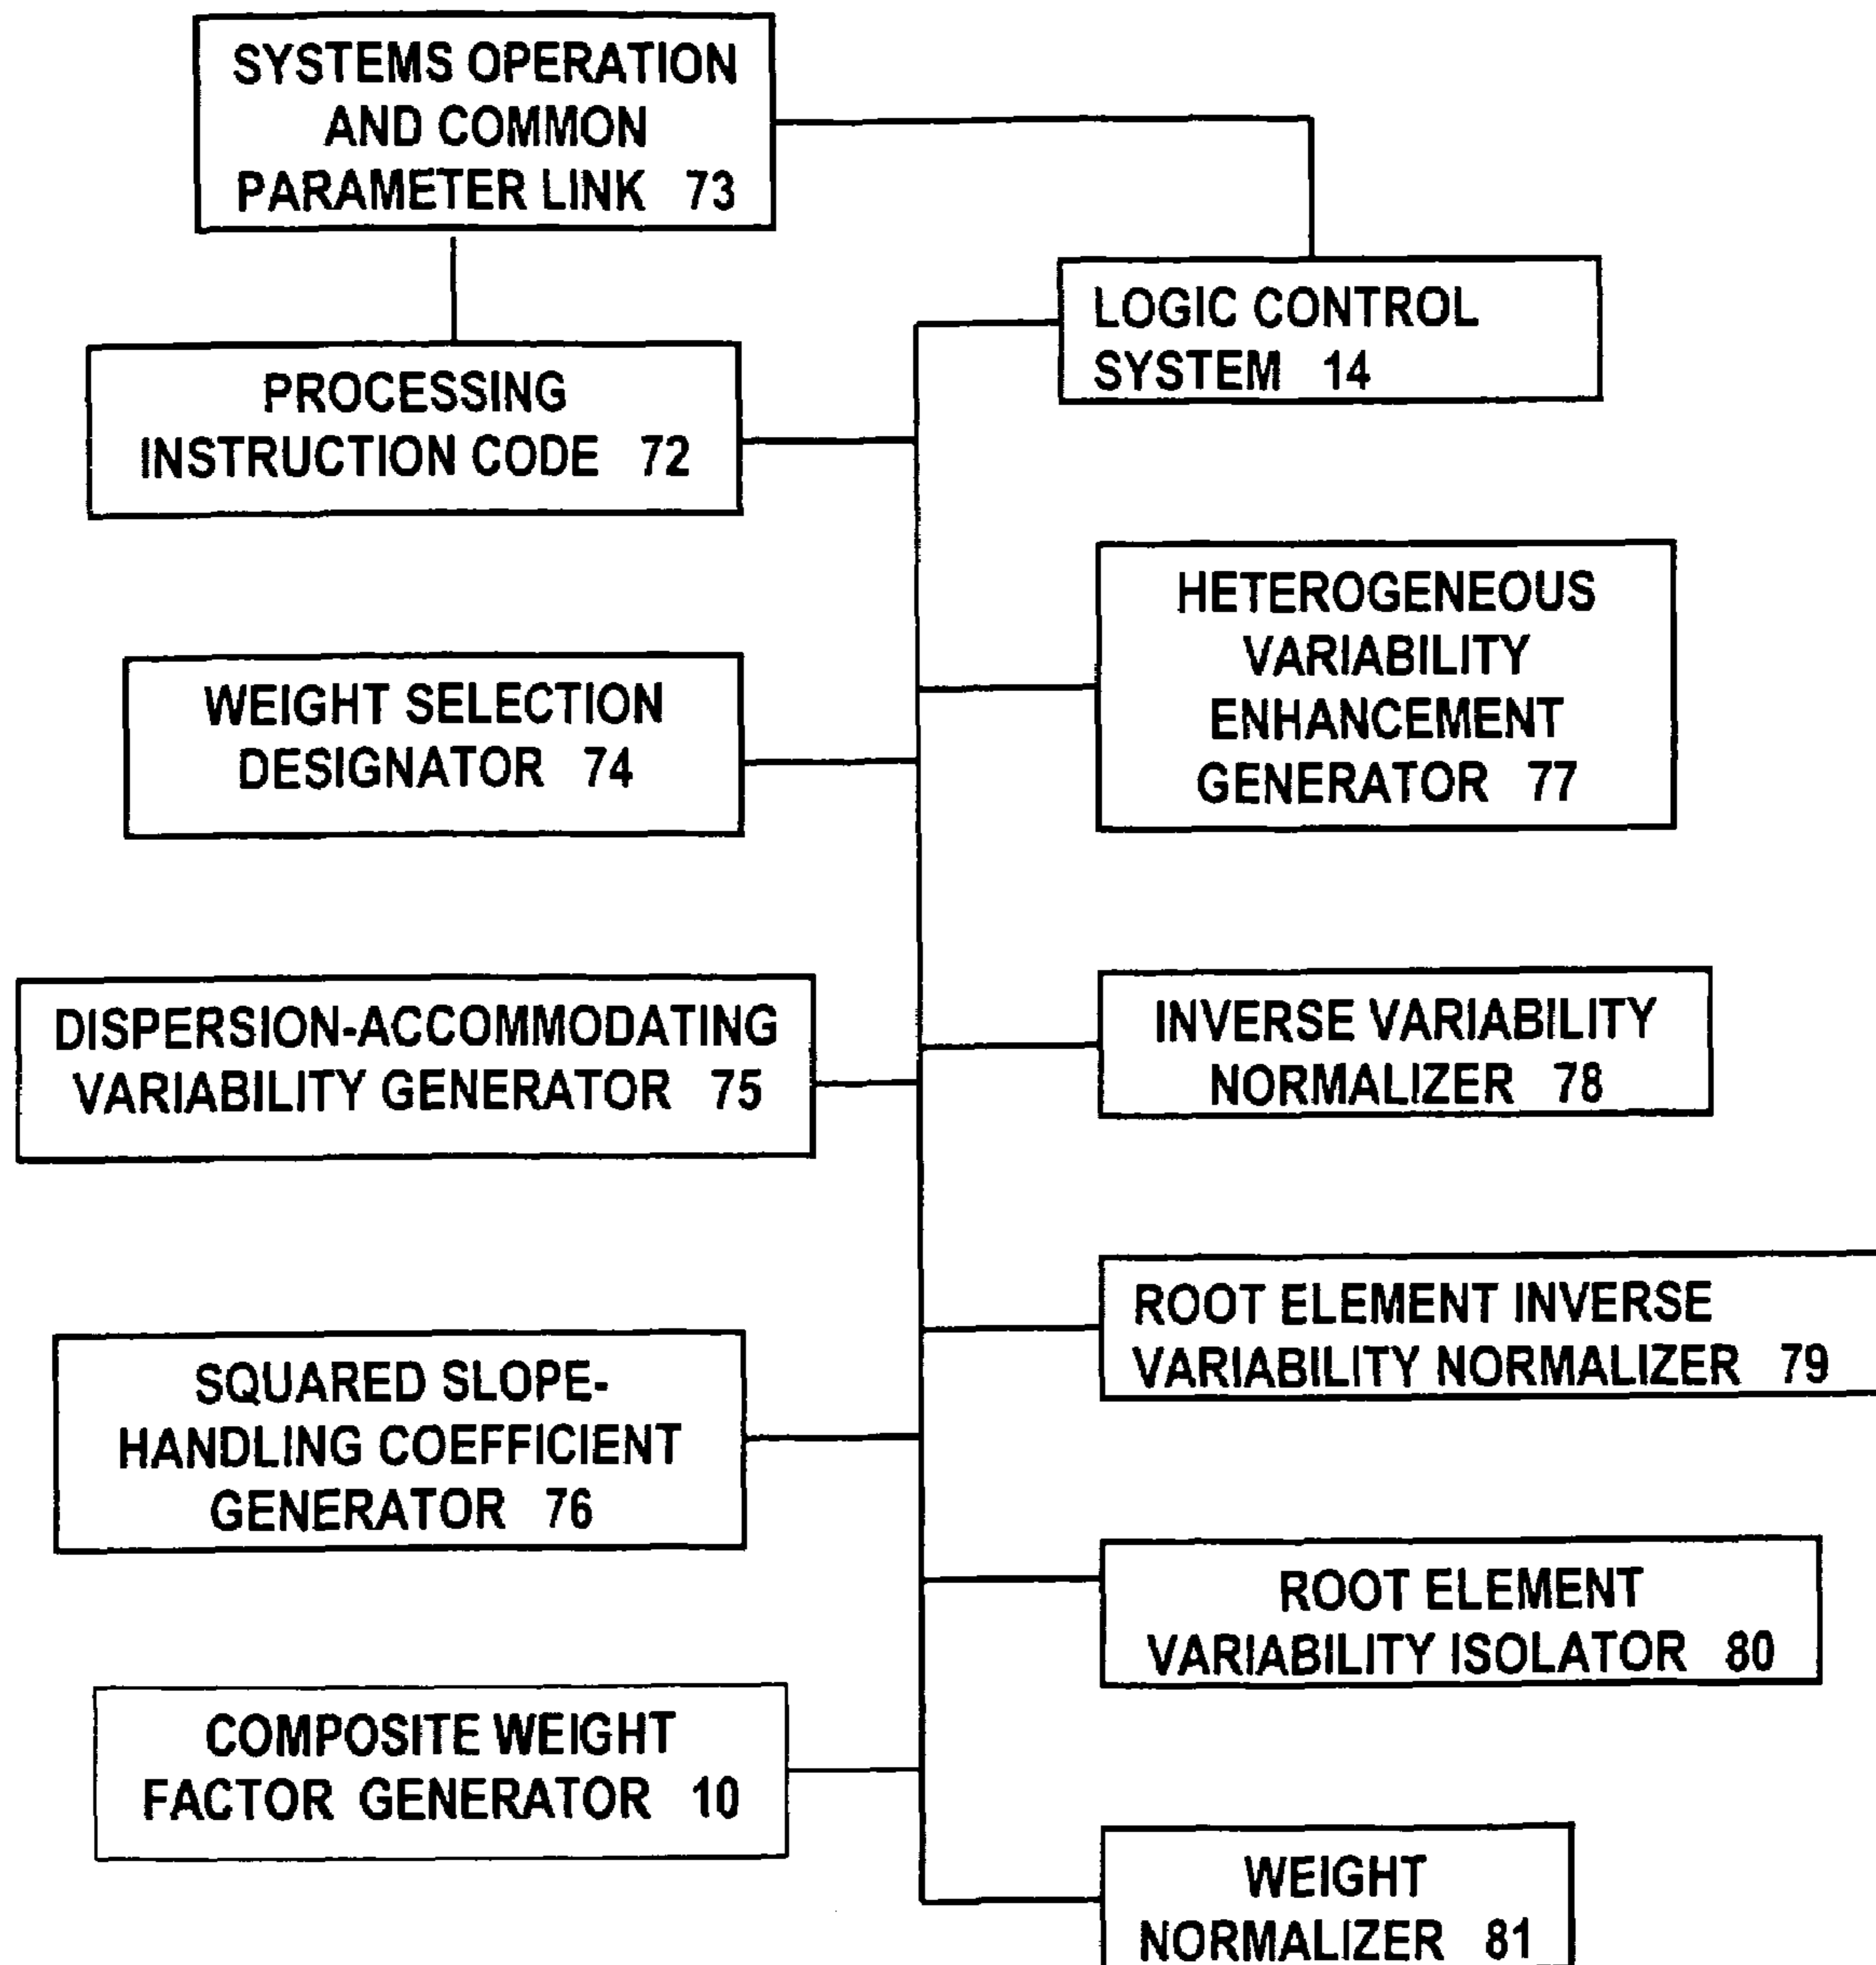 SYSTEMS OPERATION
AND COMMON
PARAMETER LINK 73
LOGIC CONTROL
SYSTEM 14
PROCESSING
INSTRUCTION CODE 72
HETEROGENEOUS
VARIABILITY
ENHANCEMENT
GENERATOR 77
WEIGHT SELECTION
DESIGNATOR 74
DISPERSION-ACCOMMODATING
VARIABILITY GENERATOR 75
INVERSE VARIABILITY
NORMALIZER 78
ROOT ELEMENT INVERSE
VARIABILITY NORMALIZER 79
SQUARED SLOPE-
HANDLING COEFFICIENT
GENERATOR 76
ROOT ELEMENT
VARIABILITY ISOLATOR 80
COMPOSITE WEIGHT
FACTOR GENERATOR 10
WEIGHT
NORMALIZER 81